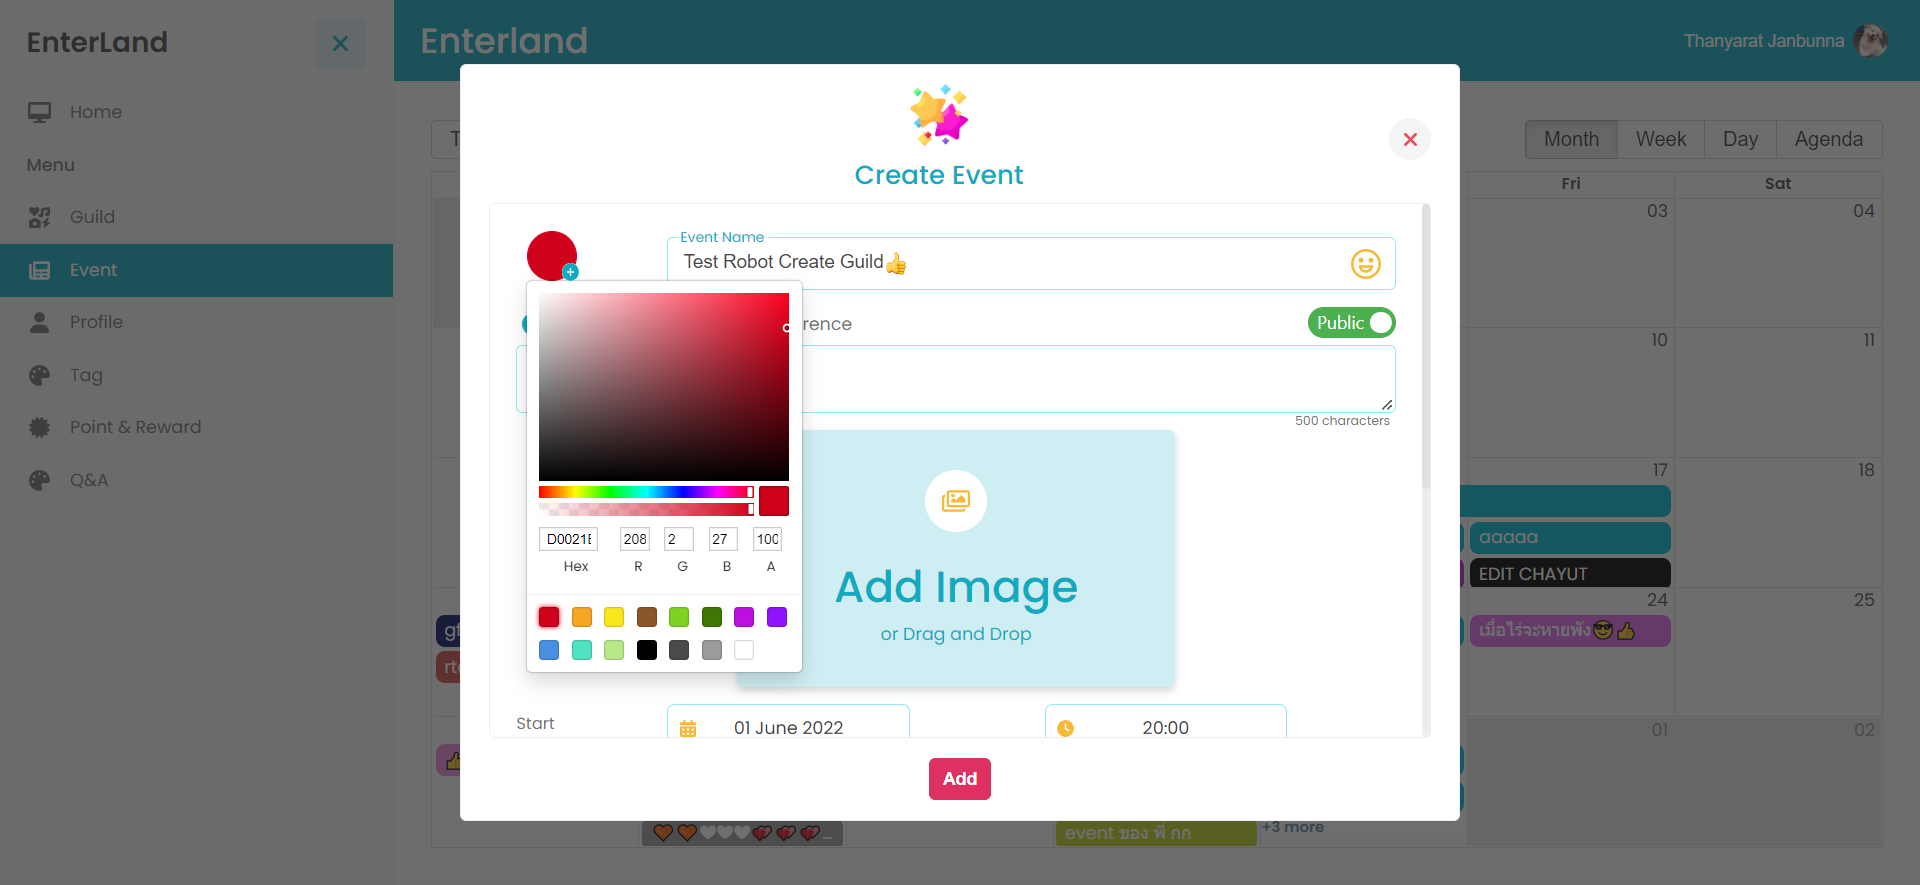 EnterLand
Enterland
Thanyarat Janbunna
Home
Menu
Guild
Event
Profile
Tag
Point & Reward
Q&A
Month
Week
Day
Agenda
Fri
Sat
03
04
10
11
17
18
aaaaa
EDIT CHAYUT
24
25
เมื่อไร่จะหายพัง😎👍
01
02
+3 more
event ของ พี่ กก
Create Event
Event Name
Test Robot Create Guild👍
Public
500 characters
D0021
208
2
27
100
Hex
R
G
B
A
Add Image
or Drag and Drop
Start
01 June 2022
20:00
Add